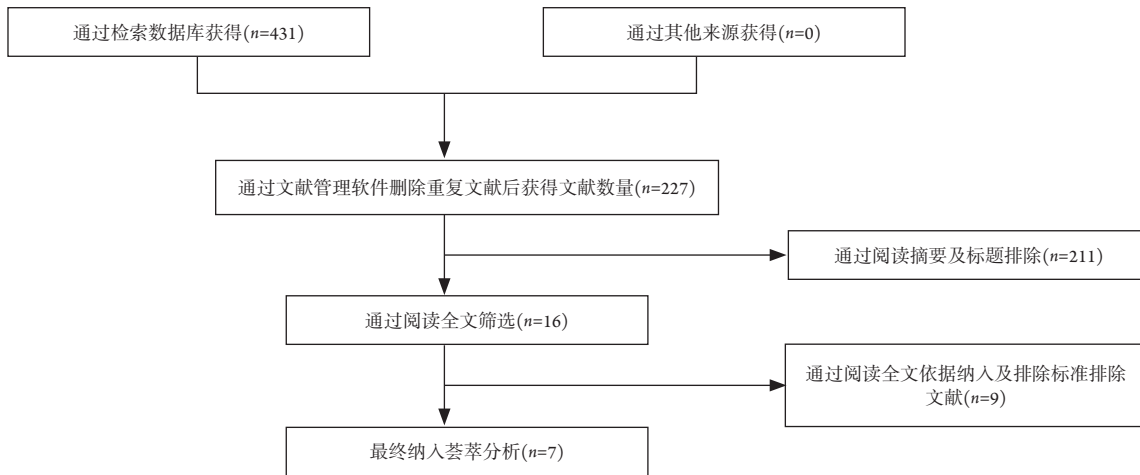 通过检索数据库获得(n=431)
通过其他来源获得(n=0)
通过文献管理软件删除重复文献后获得文献数量(n=227)
通过阅读摘要及标题排除(n=211)
通过阅读全文筛选(n=16)
通过阅读全文依据纳入及排除标准排除
文献(n=9)
最终纳入荟萃分析(n=7)